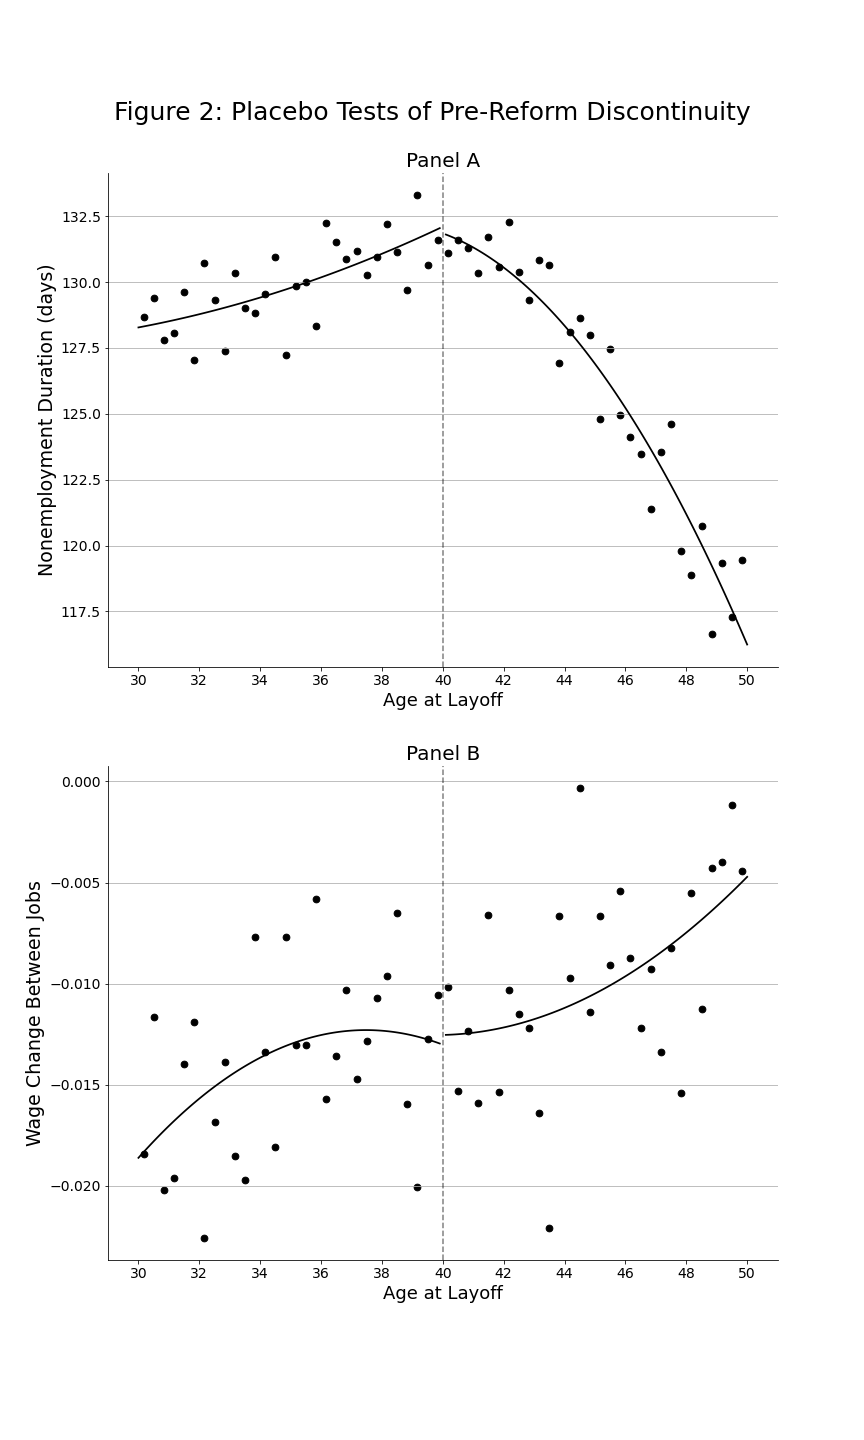 Figure 2: Placebo Tests of Pre-Reform Discontinuity
Panel A
Nonemployment Duration (days)
132.5
130.0
127.5
125.0
122.5
120.0
117.5
30 32 34 36 38 40 42 44 46 48 50
Age at Layoff
Panel B
Wage Change Between Jobs
0.000
−0.005
−0.010
−0.015
−0.020
30 32 34 36 38 40 42 44 46 48 50
Age at Layoff